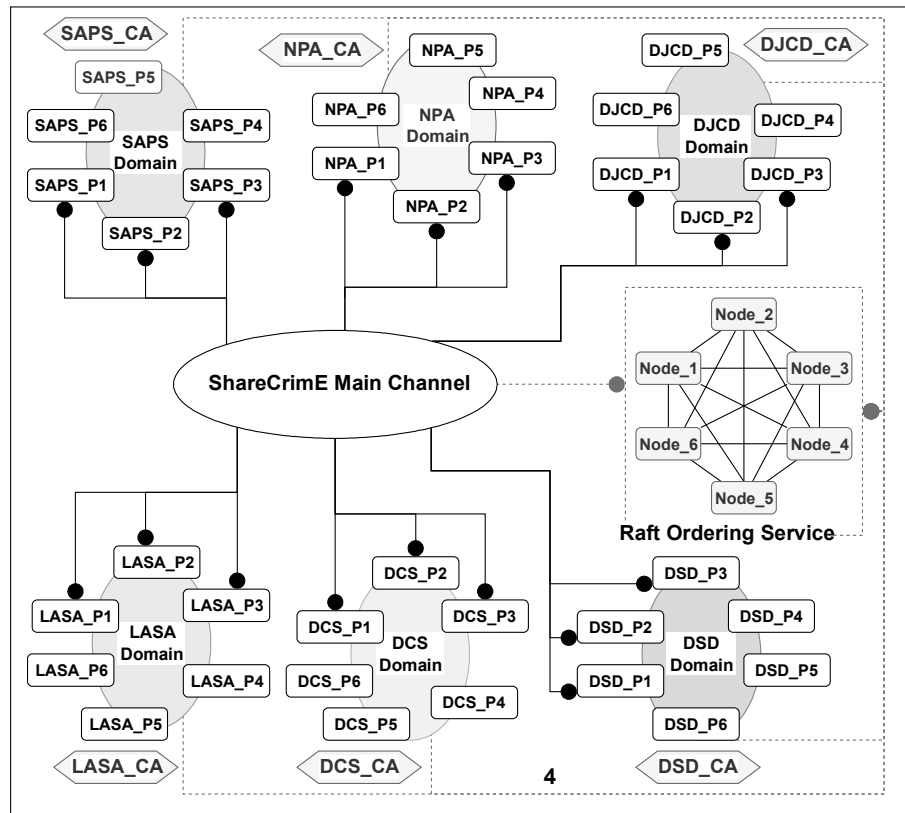 SAPS_CA
NPA_CA
DJCD_CA
SAPS_P5
SAPS_P6
SAPS_P4
SAPS
Domain
SAPS_P1
SAPS_P3
SAPS_P2
NPA_P5
NPA_P6
NPA_P4
NPA
Domain
NPA_P1
NPA_P3
NPA_P2
DJCD_P5
DJCD_P6
DJCD_P4
DJCD
Domain
DJCD_P1
DJCD_P3
DJCD_P2
ShareCrimE Main Channel
Node_2
Node_1
Node_3
Node_6
Node_4
Node_5
Raft Ordering Service
LASA_P2
LASA_P1
LASA_P3
LASA
Domain
LASA_P6
LASA_P4
LASA_P5
DCS_P2
DCS_P1
DCS_P3
DCS
Domain
DCS_P6
DCS_P4
DCS_P5
DSD_P3
DSD_P2
DSD_P4
DSD
Domain
DSD_P1
DSD_P5
DSD_P6
LASA_CA
DCS_CA
4
DSD_CA